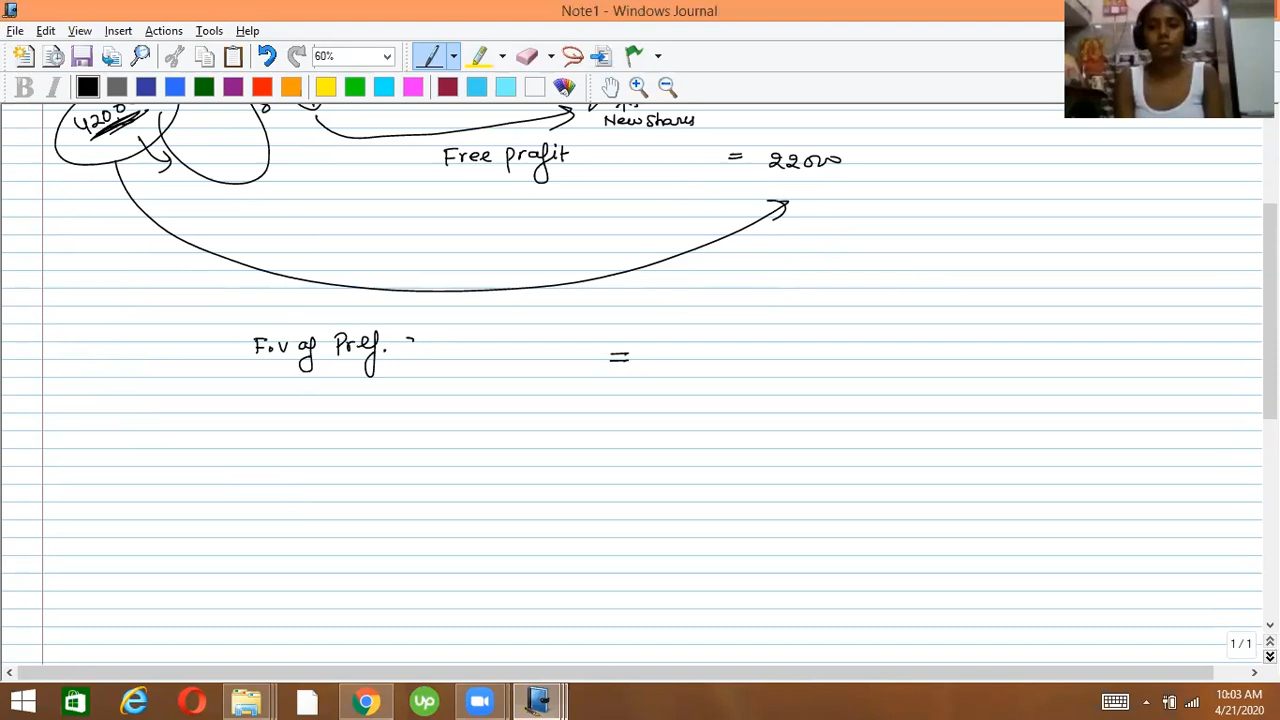 Note1 - Windows Journal
File Edit View Insert Actions Tools Help
60%
B I
New Shares
Free profit = 22000
F.V of Pref. =
1 / 1
up
10:03 AM
4/21/2020